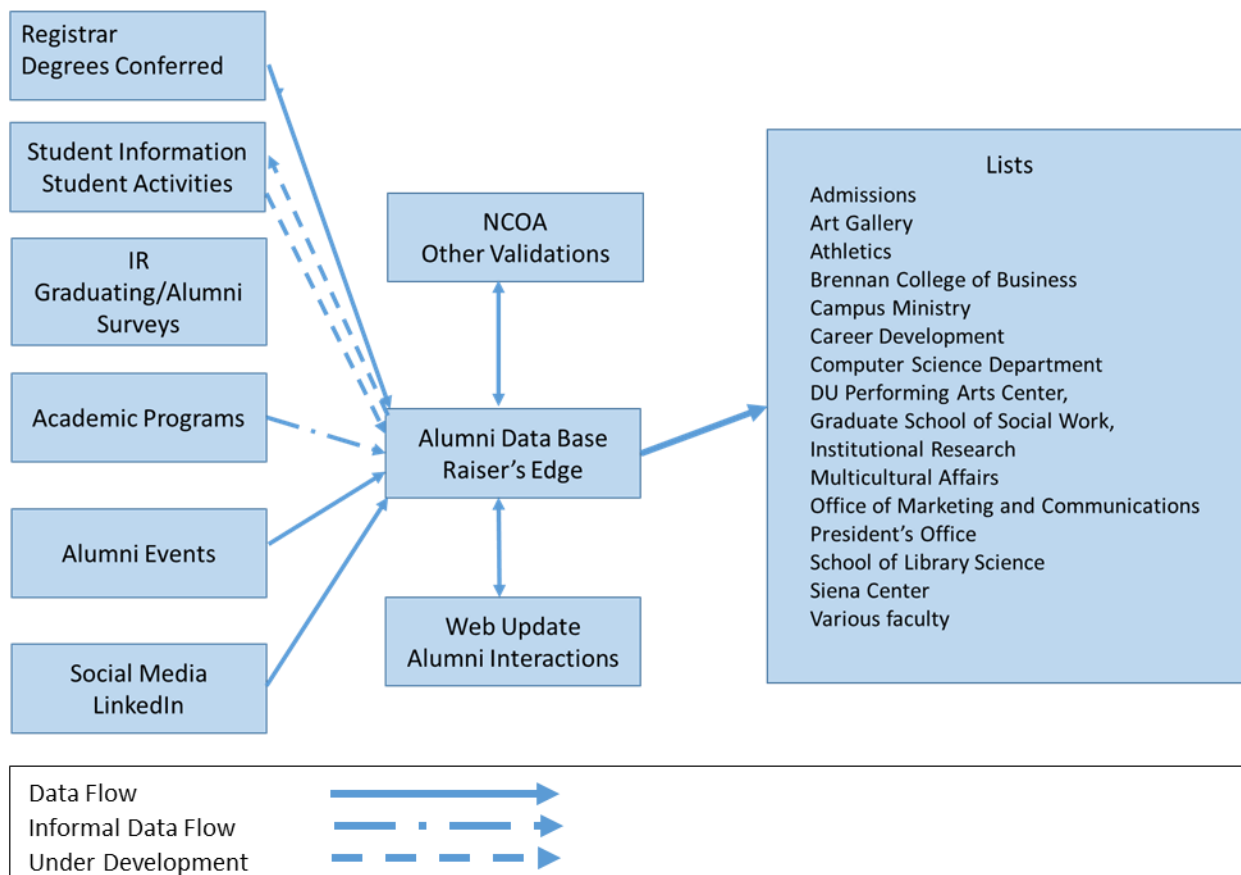 Registrar
Degrees Conferred
Student Information
Student Activities
IR
Graduating/Alumni
Surveys
Academic Programs
Alumni Events
Social Media
LinkedIn
NCOA
Other Validations
Alumni Data Base
Raiser's Edge
Web Update
Alumni Interactions
Lists
Admissions
Art Gallery
Athletics
Brennan College of Business
Campus Ministry
Career Development
Computer Science Department
DU Performing Arts Center,
Graduate School of Social Work,
Institutional Research
Multicultural Affairs
Office of Marketing and Communications
President's Office
School of Library Science
Siena Center
Various faculty
Data Flow
Informal Data Flow
Under Development